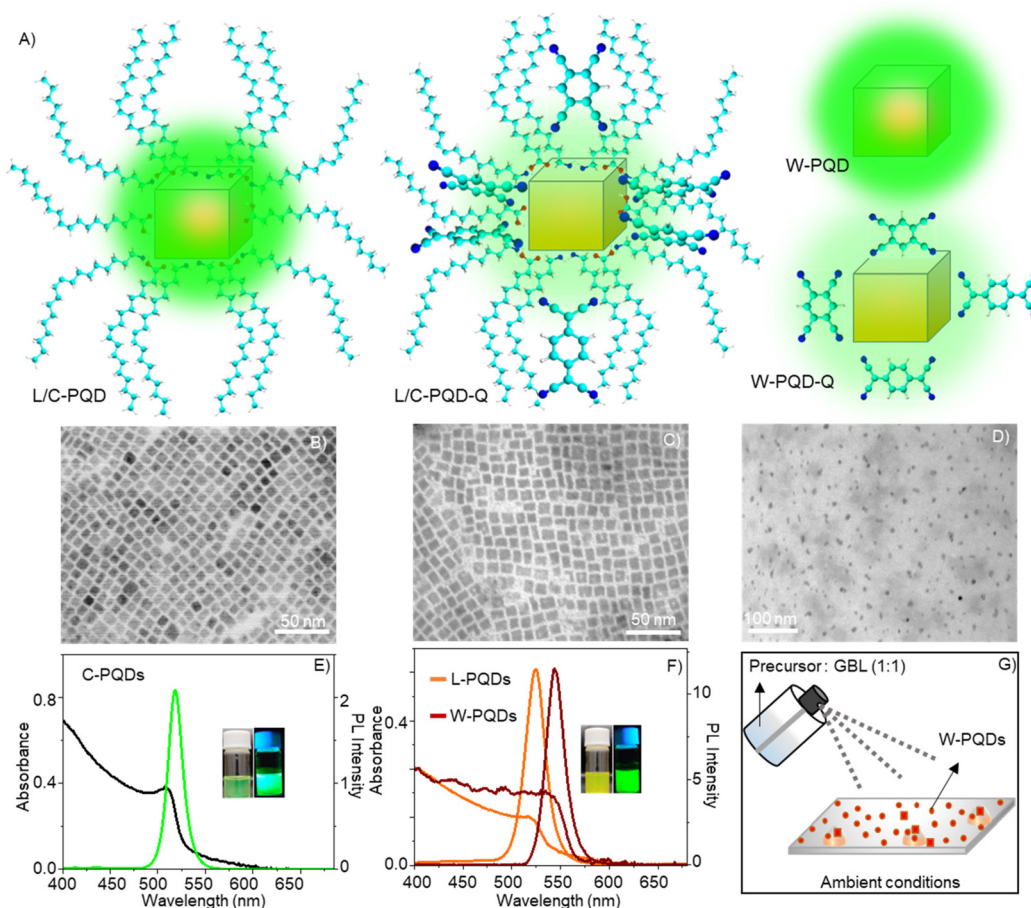 A)
L/C-PQD
L/C-PQD-Q
W-PQD
W-PQD-Q
B)
50 nm
C)
50 nm
D)
100 nm
E)
C-PQDs
Absorbance
0.8
0.4
0.0
PL Intensity
2
1
0
400 450 500 550 600 650
Wavelength (nm)
F)
L-PQDs
W-PQDs
Absorbance
0.4
0.0
PL Intensity
10
5
0
400 450 500 550 600 650
Wavelength (nm)
G)
Precursor: GBL (1:1)
W-PQDs
Ambient conditions